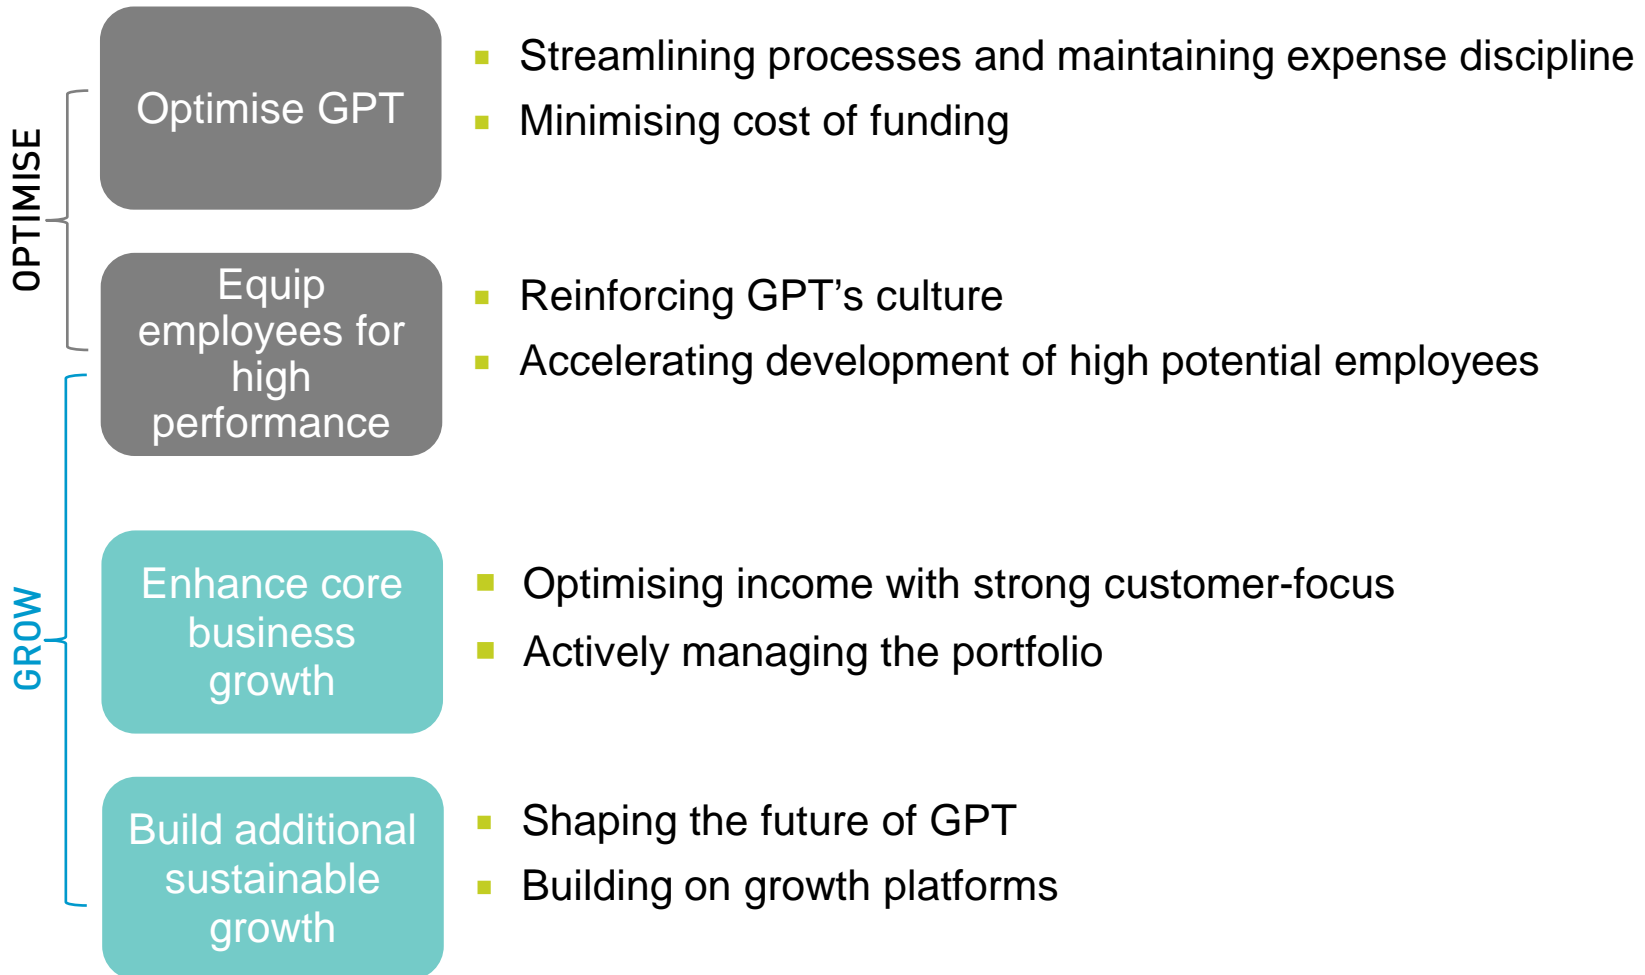 OPTIMISE
Optimise GPT
Streamlining processes and maintaining expense discipline
Minimising cost of funding
Equip
employees for
high
performance
Reinforcing GPT’s culture
Accelerating development of high potential employees
GROW
Enhance core
business
growth
Optimising income with strong customer-focus
Actively managing the portfolio
Build additional
sustainable
growth
Shaping the future of GPT
Building on growth platforms